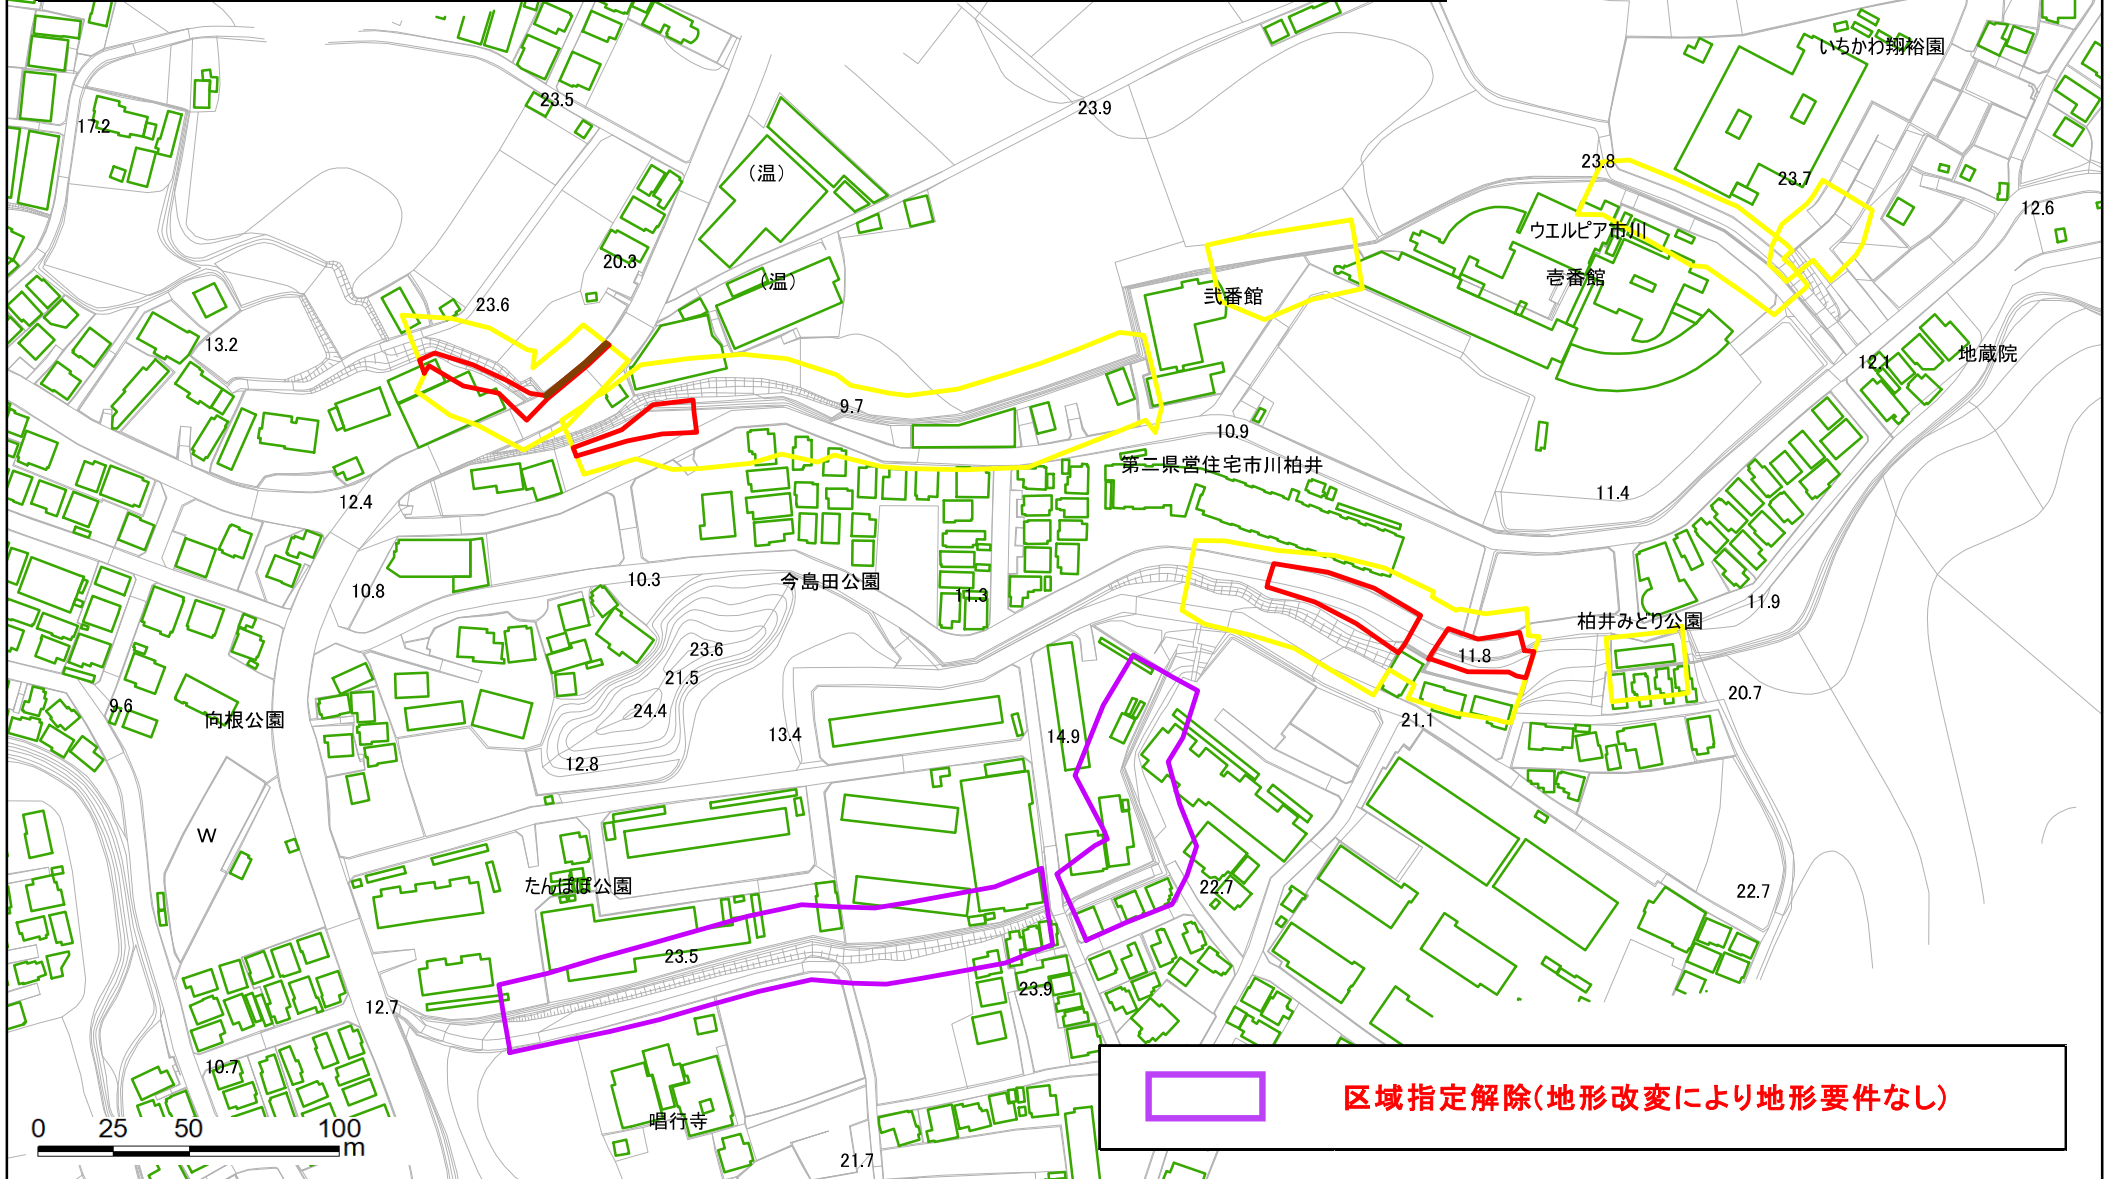 いちかわ翔裕園
23.5
23.9
17.2
23.8
(温)
23.7
12.6
ウエルピア市川
20.3
(温)
壱番館
弐番館
23.6
13.2
地蔵院
12.1
9.7
10.9
第二県営住宅市川柏井
11.4
12.4
10.3
今島田公園
10.8
11.3
11.9
柏井みどり公園
23.6
11.8
21.5
20.7
9.6
24.4
向根公園
21.1
13.4
14.9
12.8
W
たんぽぽ公園
22.7
22.7
23.5
23.9
12.7
10.7
区域指定解除(地形改変により地形要件なし)
唱行寺
0 25 50 100
m
21.7